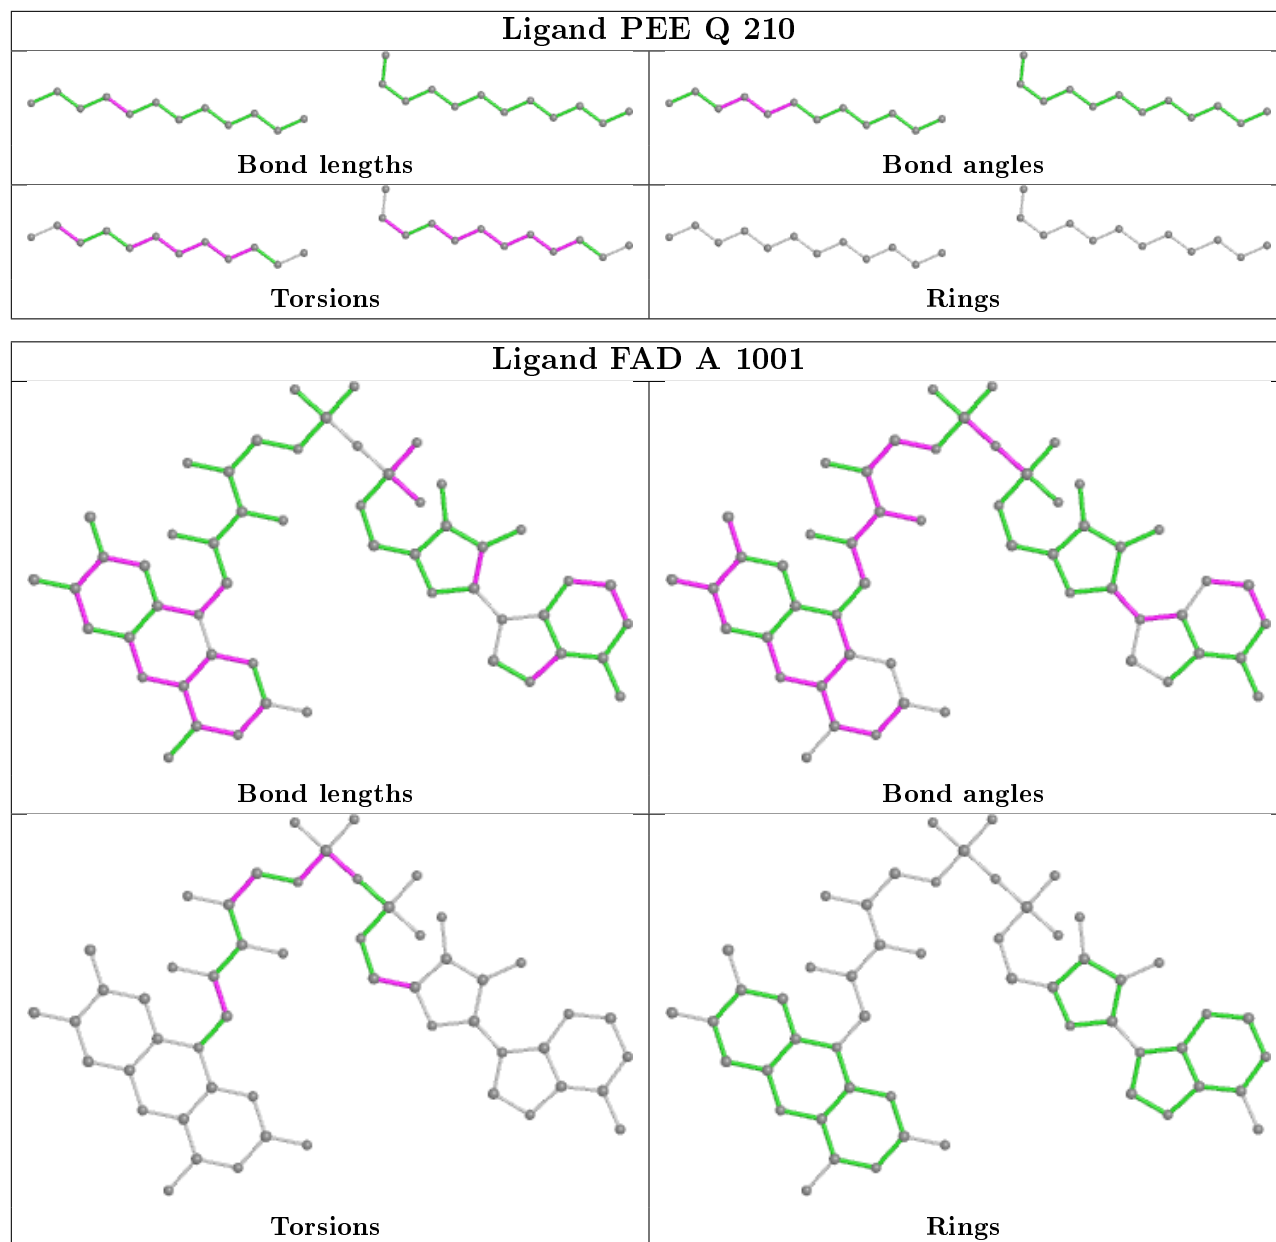 Ligand PEE Q 210
Bond lengths
Bond angles
Torsions
Rings
Ligand FAD A 1001
Bond lengths
Bond angles
Torsions
Rings